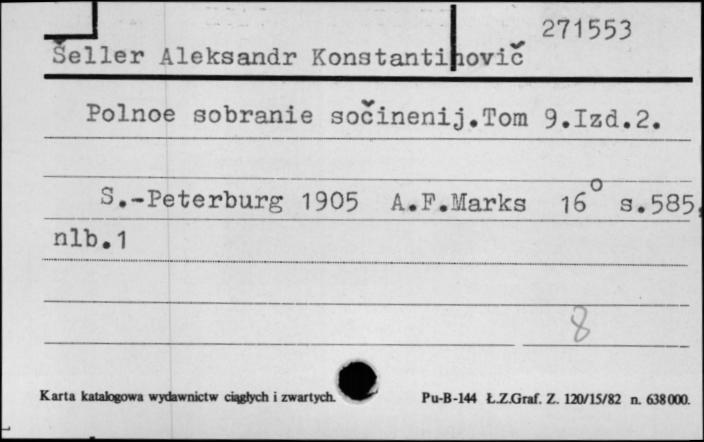 271553
Šeller Aleksandr Konstantinovič
Polnoe sobranie sočinenij.Tom 9.Izd.2.
S.-Peterburg 1905 A.F.Marks 16° s.585,
nlb.1
8
Karta katalogowa wydawnictw ciągłych i zwartych. Pu-B-144 Ł.Z.Graf. Z. 120/15/82 n. 638000.